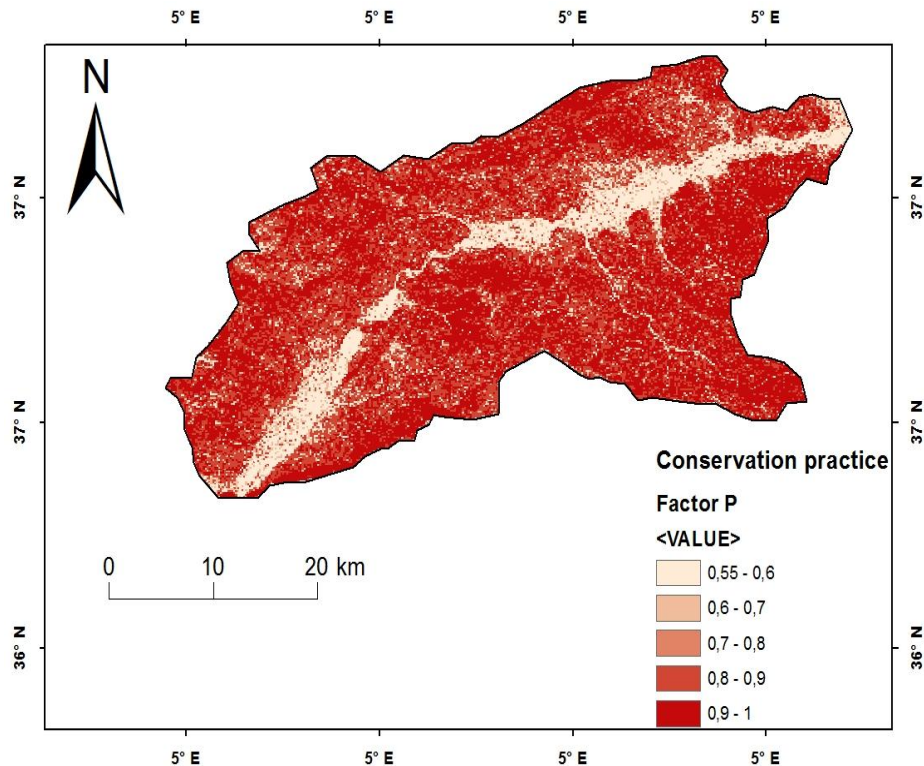 5° E 5° E 5° E 5° E
N
37° N 37° N
37° N 37° N
Conservation practice
Factor P
<VALUE>
0,55 - 0,6
0,6 - 0,7
0,7 - 0,8
0,8 - 0,9
0,9 - 1
0 10 20 km
36° N 36° N
5° E 5° E 5° E 5° E